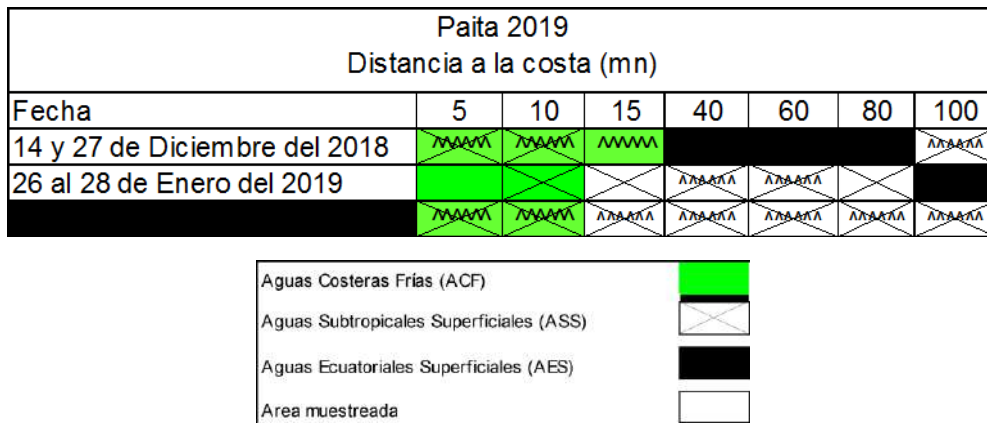 Paita 2019
Distancia a la costa (mn)
Fecha 5 10 15 40 60 80 100
14 y 27 de Diciembre del 2018 ^^^^^^ ^^^^^^ ^^^^^^ ^^^^^^
26 al 28 de Enero del 2019 ^^^^^^ ^^^^^^
^^^^^^ ^^^^^^ ^^^^^^ ^^^^^^ ^^^^^^ ^^^^^^ ^^^^^^
Aguas Costeras Frías (ACF)
Aguas Subtropicales Superficiales (ASS)
Aguas Ecuatoriales Superficiales (AES)
Area muestreada